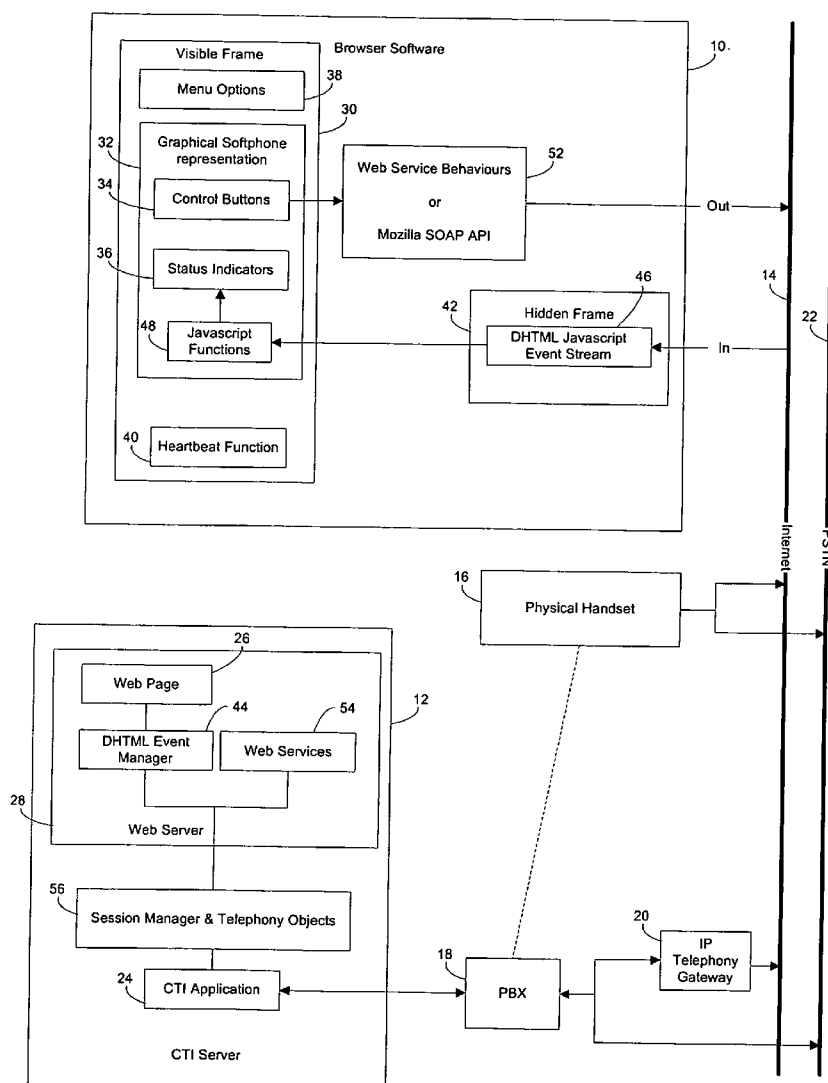 Visible Frame
Browser Software
10.
Menu Options
38
30
32
Graphical Softphone
representation
34
Control Buttons
Web Service Behaviours
or
Mozilla SOAP API
52
Out
36
Status Indicators
46
14
22
42
Hidden Frame
48
Javascript
Functions
DHTML Javascript
Event Stream
In
40
Heartbeat Function
Internet
PSTN
16
Physical Handset
26
Web Page
12
44
54
DHTML Event
Manager
Web Services
28
Web Server
56
Session Manager & Telephony Objects
20
IP
Telephony
Gateway
18
PBX
24
CTI Application
CTI Server